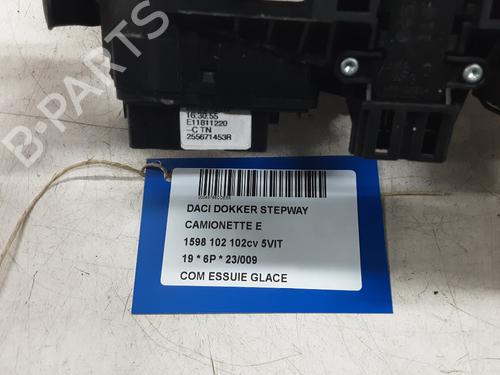 B-PARTS
16:30:55
E11811220
--C TN
255671453R
DACI DOKKER STEPWAY
CAMIONETTE E
1598 102 102cv 5VIT
19 * 6P * 23/009
COM ESSUIE GLACE